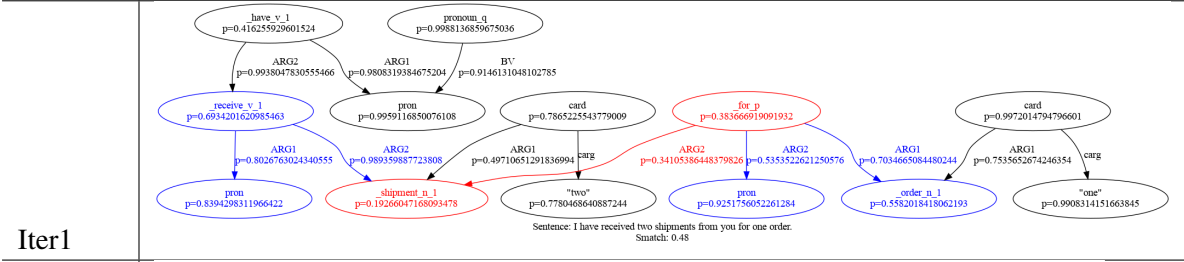 _have_v_1
p=0.416255929601524
pronoun_q
p=0.9988136859675036
ARG2
p=0.9938047830555466
ARG1
p=0.9808319384675204
BV
p=0.9146131048102785
_receive_v_1
p=0.6934201620985463
pron
p=0.9959116850076108
card
p=0.7865225543779009
_for_p
p=0.383666919091932
card
p=0.9972014794796601
ARG1
p=0.8026763024340555
ARG2
p=0.989359887723808
ARG1
p=0.49710651291836994
carg
ARG2
p=0.34105386448379826
ARG2
p=0.5353522621250576
ARG1
p=0.7034665084480244
ARG1
p=0.7535652674246354
carg
pron
p=0.8394298311966422
_shipment_n_1
p=0.19266047168093478
"two"
p=0.7780468640887244
pron
p=0.9251756052261284
_order_n_1
p=0.5582018418062193
"one"
p=0.9908314151663845
Sentence: I have received two shipments from you for one order.
Smatch: 0.48
Iter1